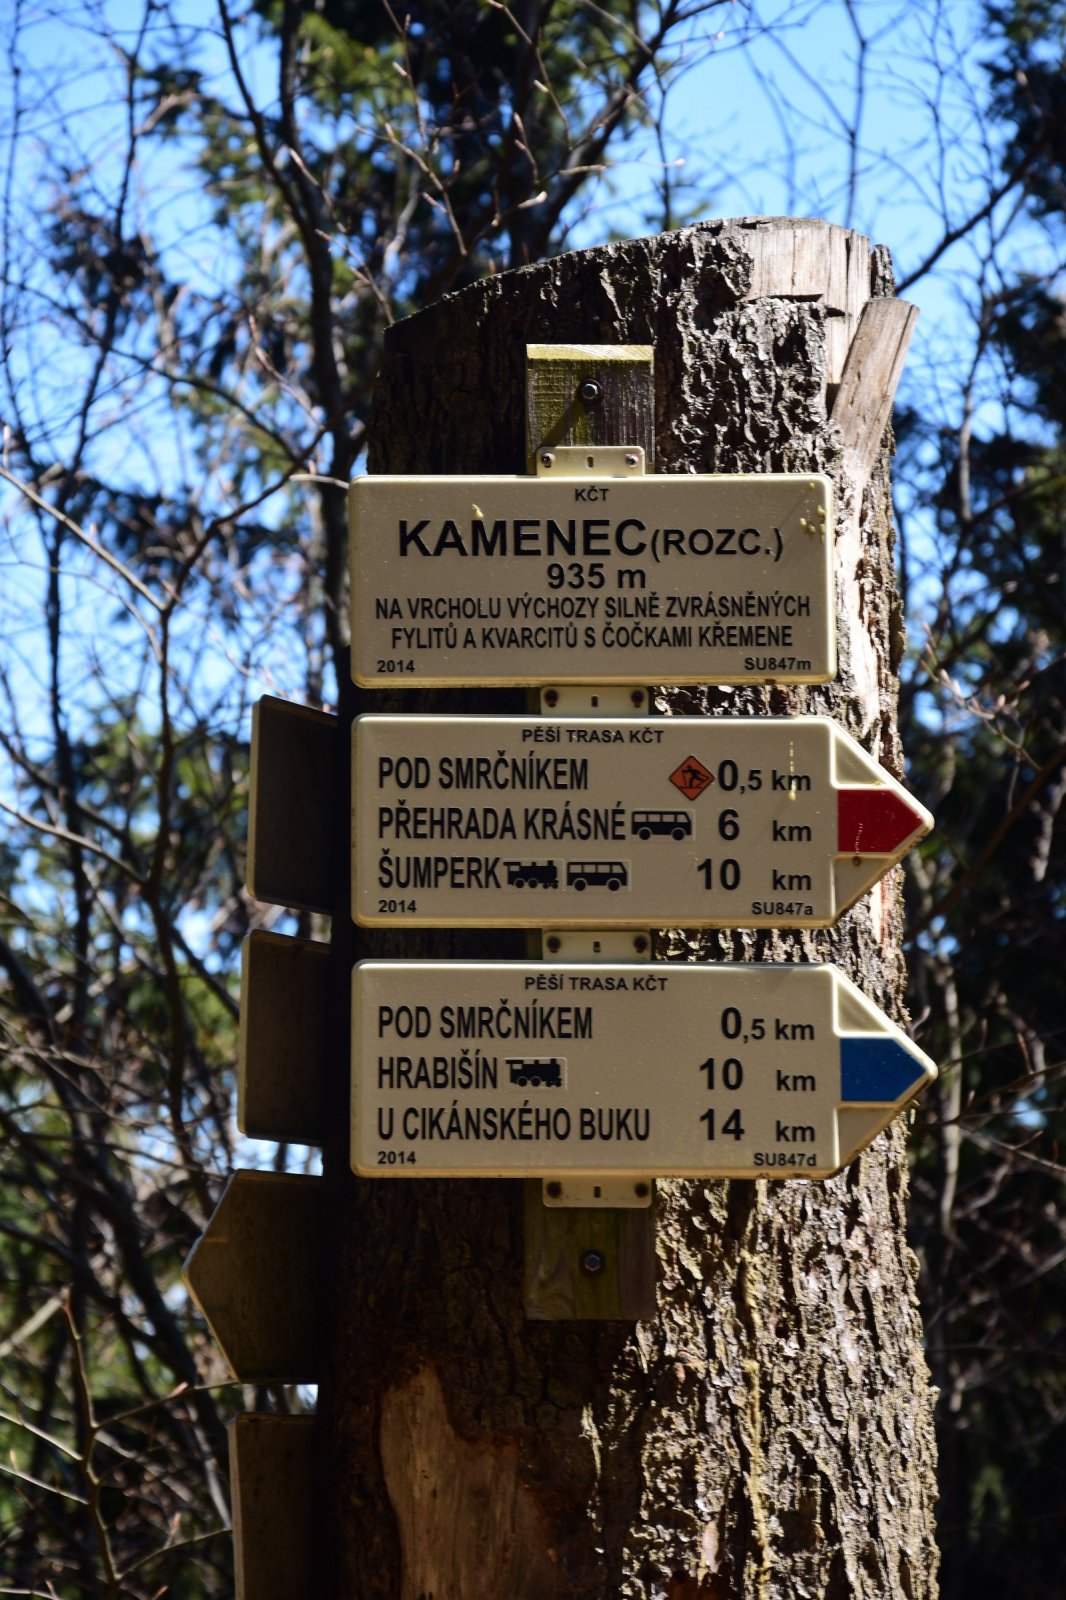 KČT
KAMENEC (ROZC.)
935 m
NA VRCHOLU VÝCHOZY SILNĚ ZVRÁSNĚNÝCH
FYLITŮ A KVARCITŮ S ČOČKAMI KŘEMENE
2014 SU847m
PĚŠÍ TRASA KČT
POD SMRČNÍKEM 0,5 km
PŘEHRADA KRÁSNÉ 6 km
ŠUMPERK 10 km
2014 SU847a
PĚŠÍ TRASA KČT
POD SMRČNÍKEM 0,5 km
HRABIŠÍN 10 km
U CIKÁNSKÉHO BUKU 14 km
2014 SU847d